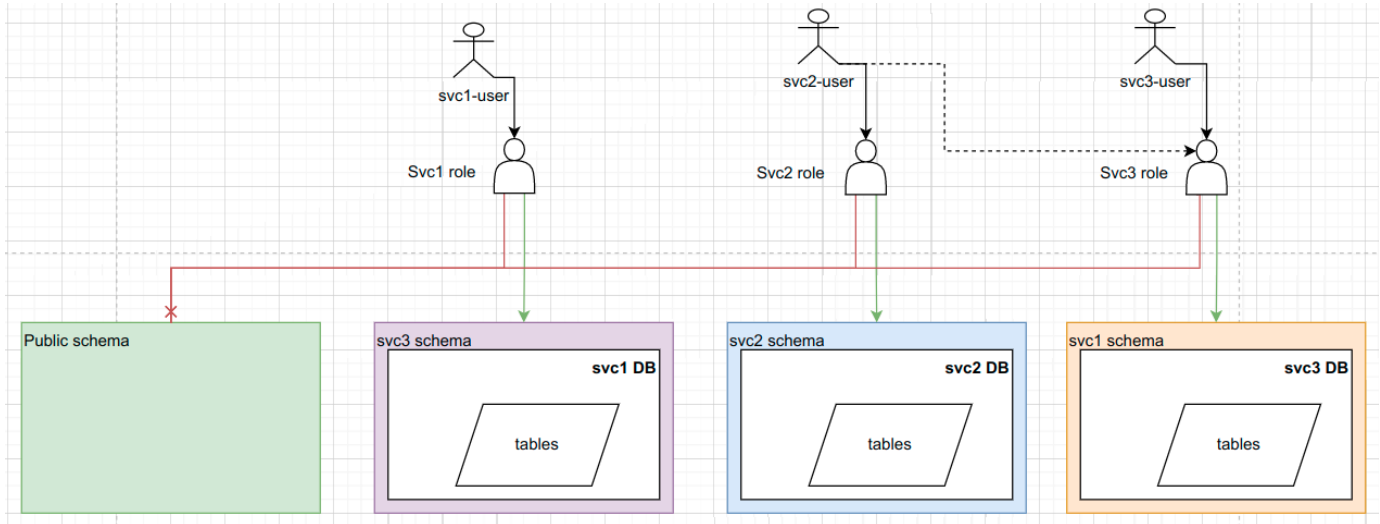 svc1-user
svc2-user
svc3-user
Svc1 role
Svc2 role
Svc3 role
Public schema
svc3 schema
svc1 DB
tables
svc2 schema
svc2 DB
tables
svc1 schema
svc3 DB
tables